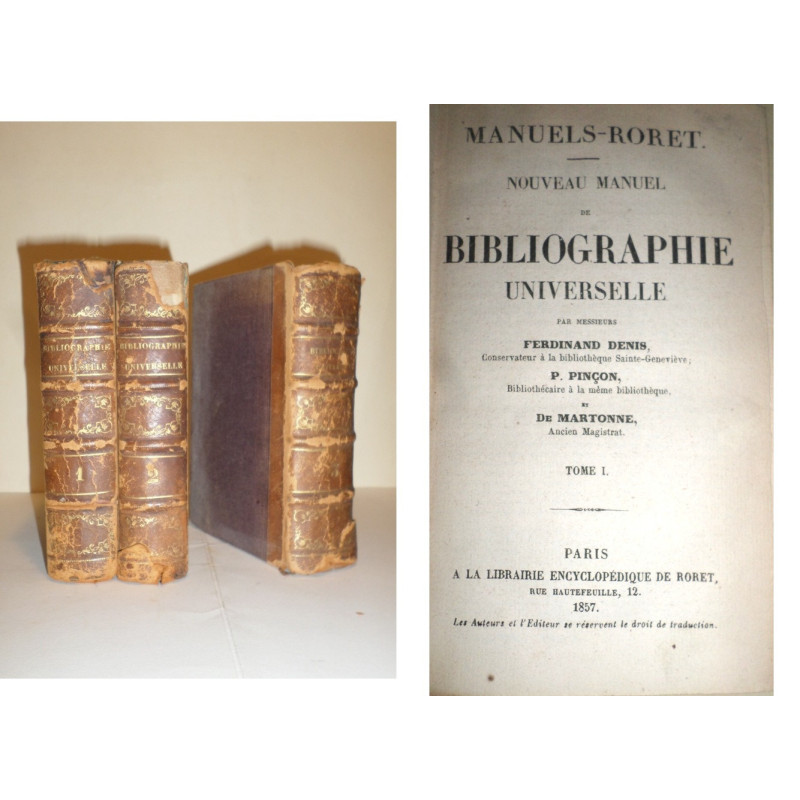 BIBLIOGRAPHIE
UNIVERSELLE
1
BIBLIOGRAPHIE
UNIVERSELLE
2
MANUELS-RORET.
NOUVEAU MANUEL
DE
BIBLIOGRAPHIE
UNIVERSELLE
PAR MESSIEURS
FERDINAND DENIS,
Conservateur à la bibliothèque Sainte-Geneviève;
P. PINÇON,
Bibliothécaire à la même bibliothèque,
ET
DE MARTONNE,
Ancien Magistrat.
TOME I.
PARIS
A LA LIBRAIRIE ENCYCLOPÉDIQUE DE RORET,
RUE HAUTEFEUILLE, 12.
1857.
Les Auteurs et l'Editeur se réservent le droit de traduction.